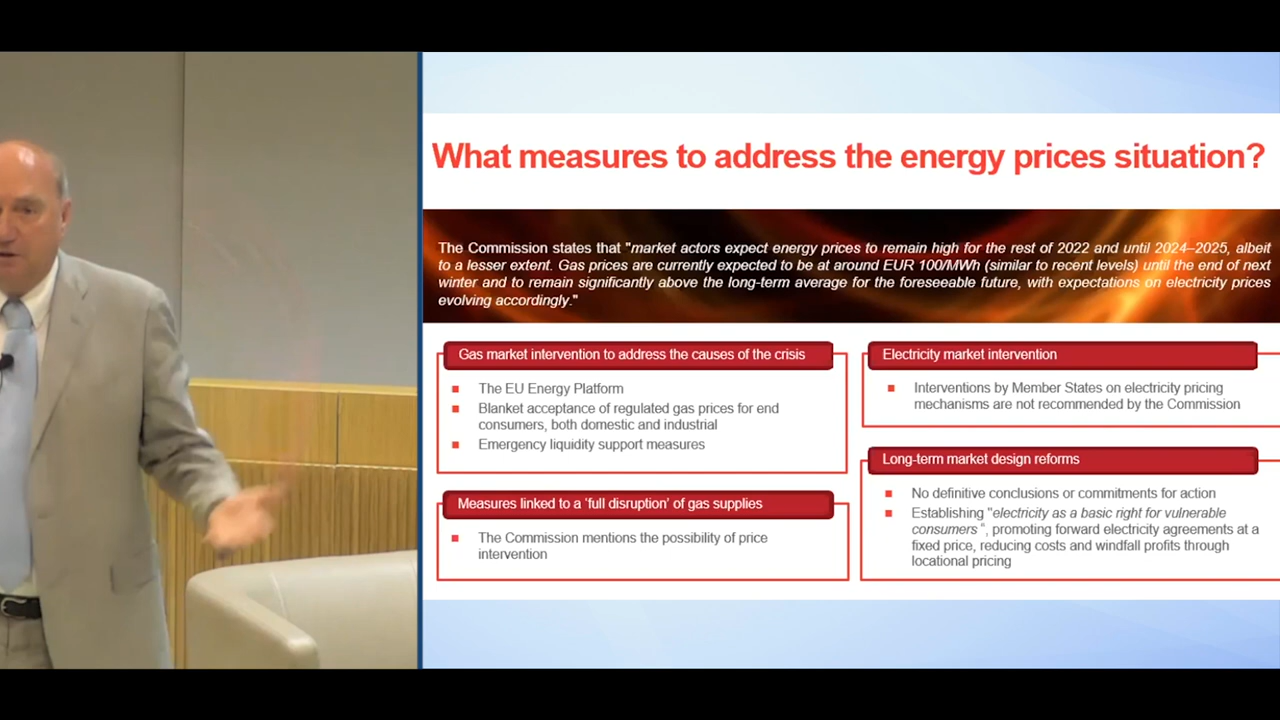 What measures to address the energy prices situation?
The Commission states that "market actors expect energy prices to remain high for the rest of 2022 and until 2024–2025, albeit
to a lesser extent. Gas prices are currently expected to be at around EUR 100/MWh (similar to recent levels) until the end of next
winter and to remain significantly above the long-term average for the foreseeable future, with expectations on electricity prices
evolving accordingly."
Gas market intervention to address the causes of the crisis
The EU Energy Platform
Blanket acceptance of regulated gas prices for end
consumers, both domestic and industrial
Emergency liquidity support measures
Measures linked to a 'full disruption' of gas supplies
The Commission mentions the possibility of price
intervention
Electricity market intervention
Interventions by Member States on electricity pricing
mechanisms are not recommended by the Commission
Long-term market design reforms
No definitive conclusions or commitments for action
Establishing "electricity as a basic right for vulnerable
consumers ", promoting forward electricity agreements at a
fixed price, reducing costs and windfall profits through
locational pricing